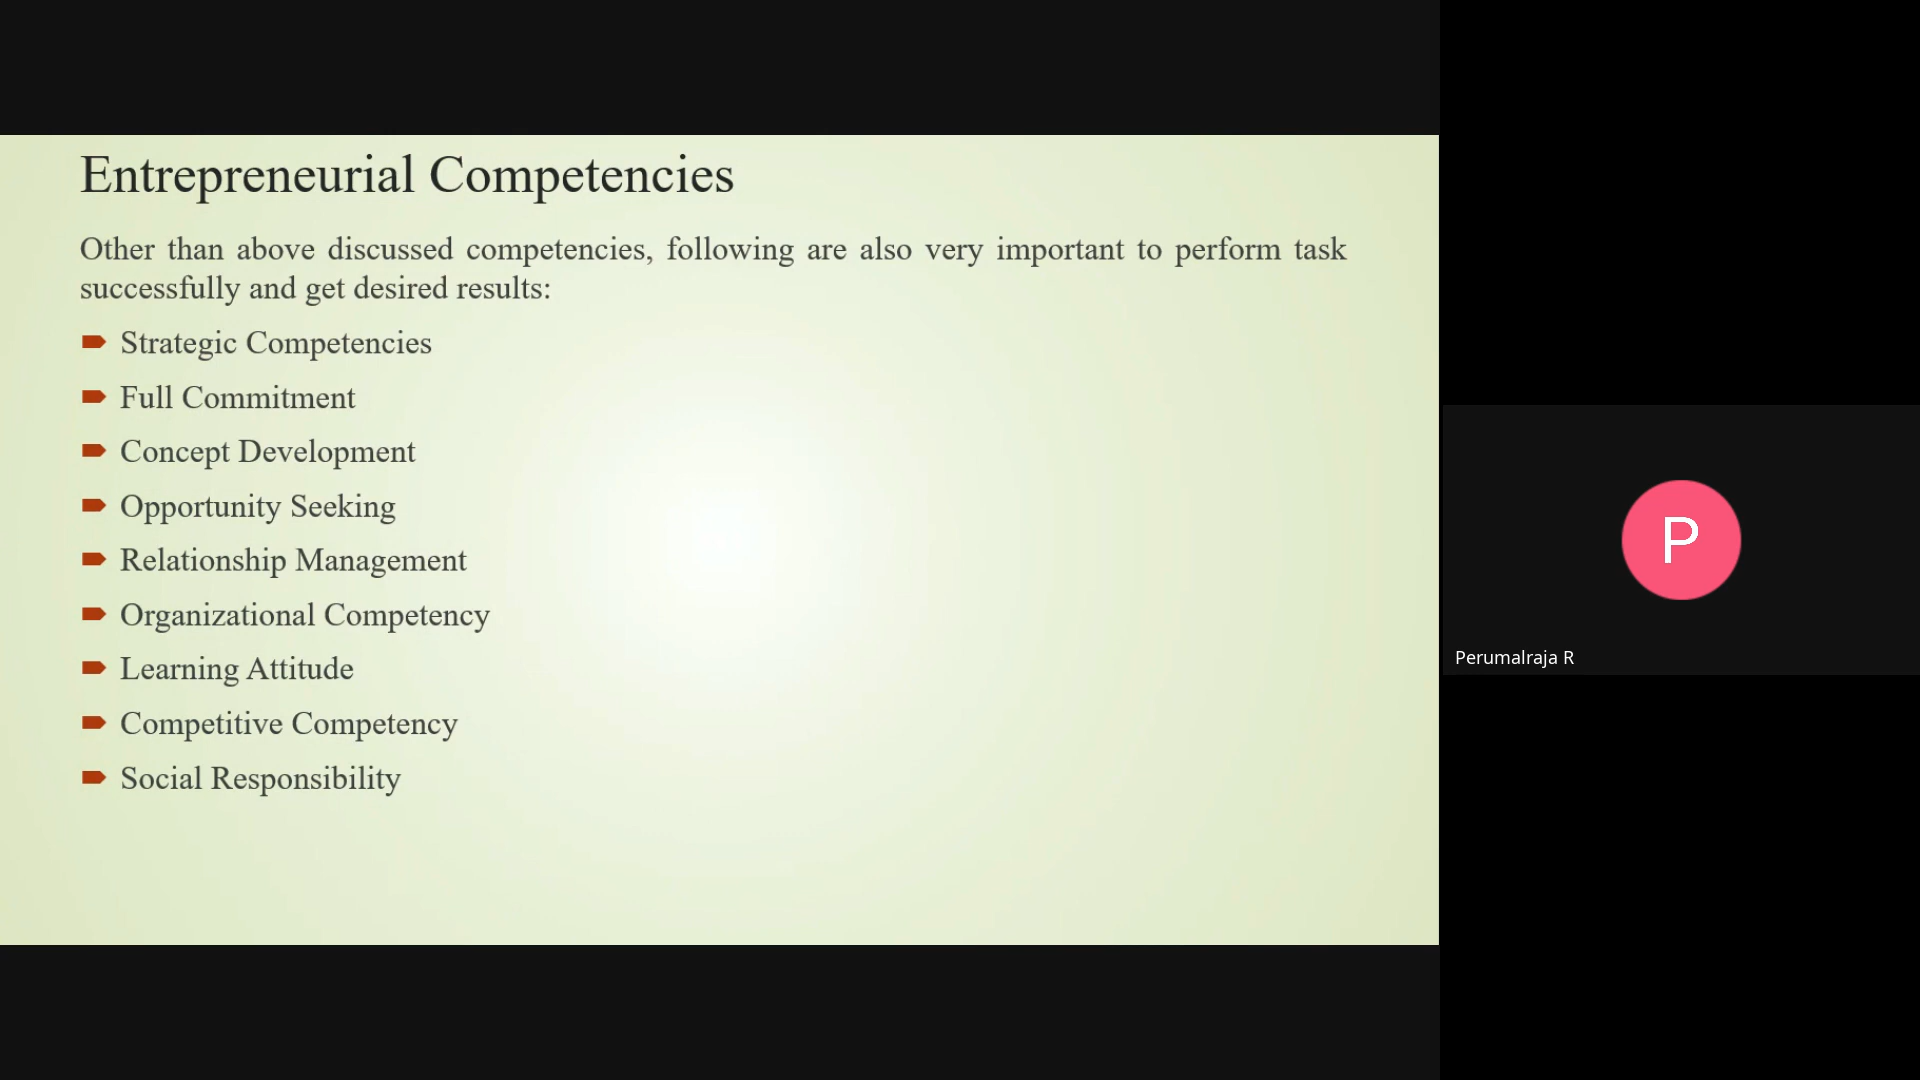 Entrepreneurial Competencies
Other than above discussed competencies, following are also very important to perform task
successfully and get desired results:
Strategic Competencies
Full Commitment
Concept Development
Opportunity Seeking
Relationship Management
Organizational Competency
Learning Attitude
Competitive Competency
Social Responsibility
P
Perumalraja R